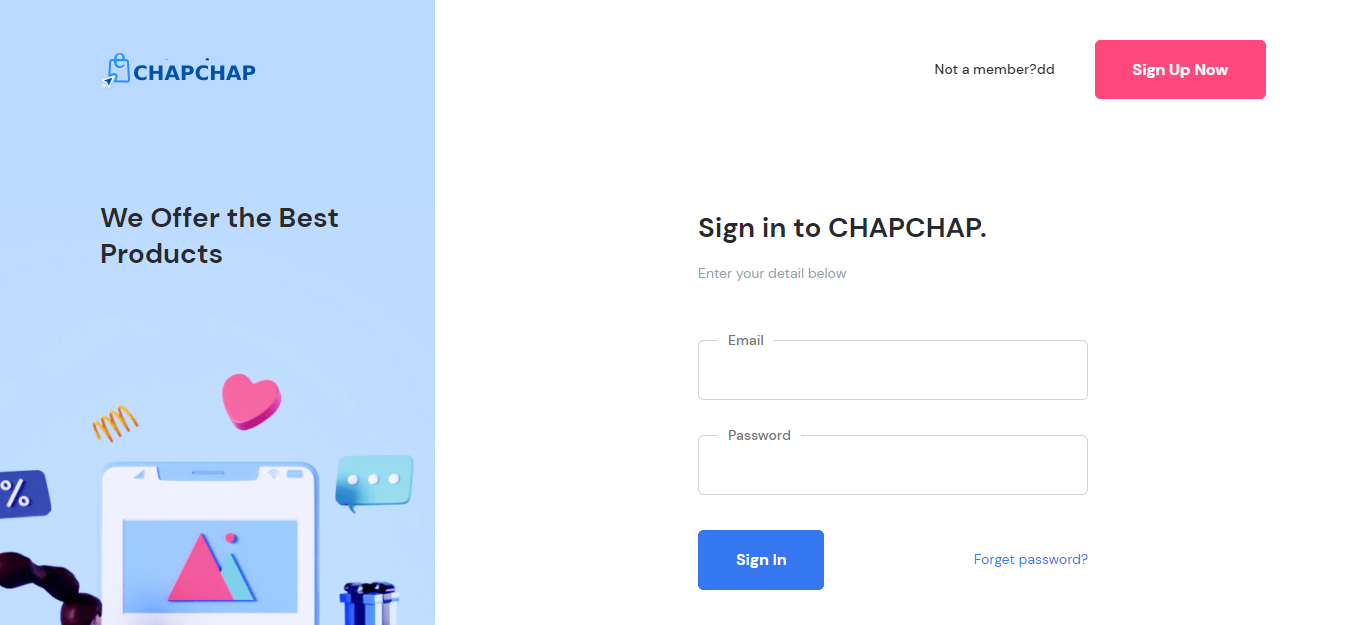 CHAPCHAP
Not a member?dd
Sign Up Now
We Offer the Best
Products
Sign in to CHAPCHAP.
Enter your detail below
Email
Password
Sign In
Forget password?
%